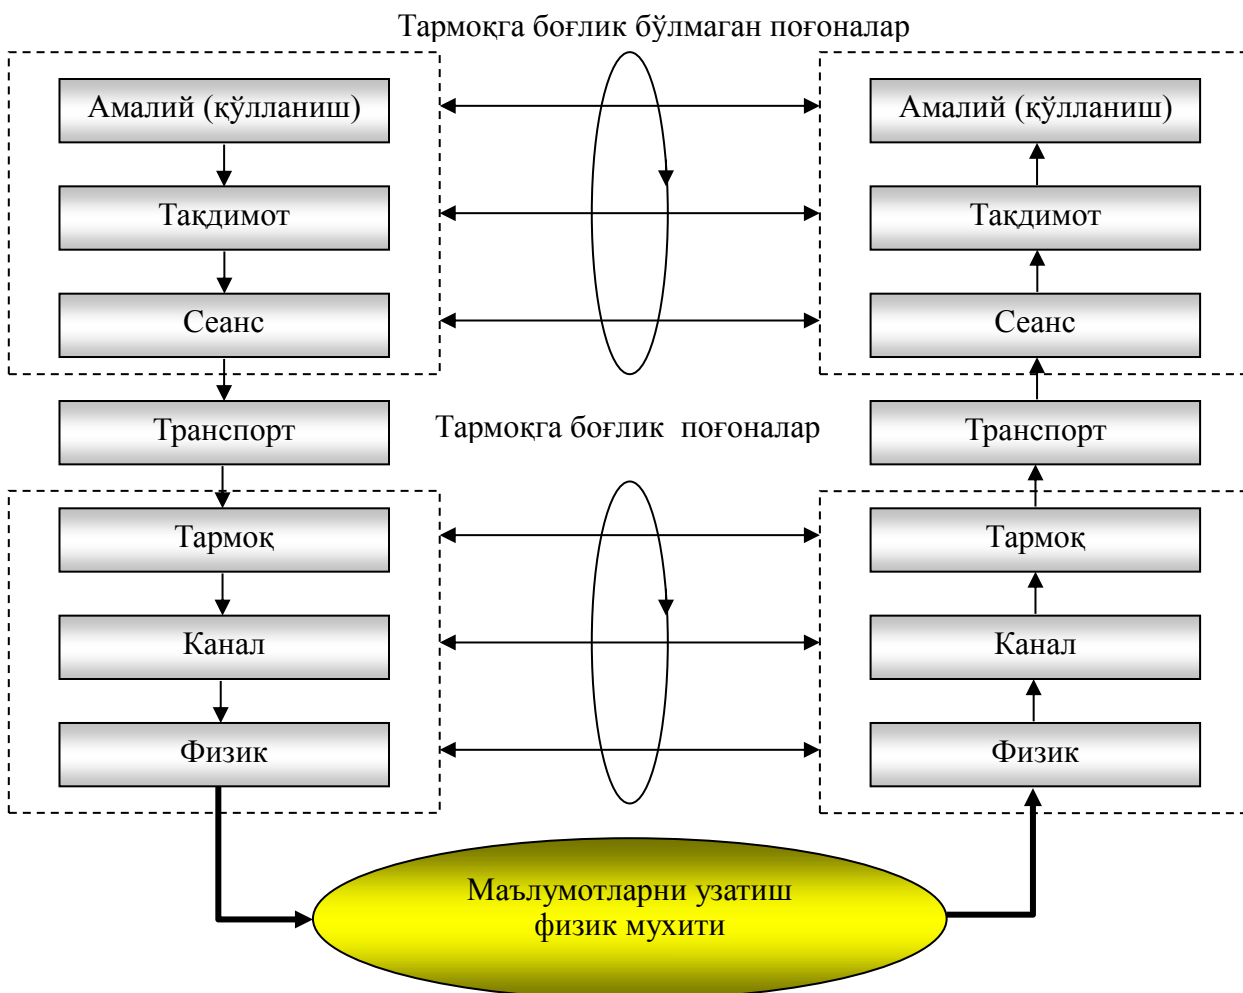 Тармоқга боғлик бўлмаган поғоналар
Амалий (қўлланиш)
Амалий (қўлланиш)
Тақдимот
Тақдимот
Сеанс
Сеанс
Транспорт
Тармоқга боғлик поғоналар
Транспорт
Тармоқ
Тармоқ
Канал
Канал
Физик
Физик
Маълумотларни узатиш
физик мухити